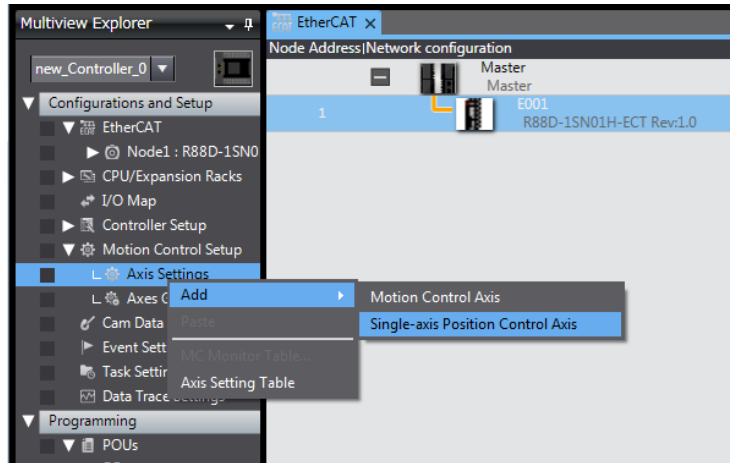 Multiview Explorer
new_Controller_0
Configurations and Setup
EtherCAT
Node1 : R88D-1SN0
CPU/Expansion Racks
I/O Map
Controller Setup
Motion Control Setup
Axis Settings
Axes
Cam Data
Event Sett
Task Settin
Data Trace Settings
Programming
POUs
Add
Paste
MC Monitor Table...
Axis Setting Table
Motion Control Axis
Single-axis Position Control Axis
EtherCAT
Node Address|Network configuration
Master
Master
1
E001
R88D-1SN01H-ECT Rev:1.0